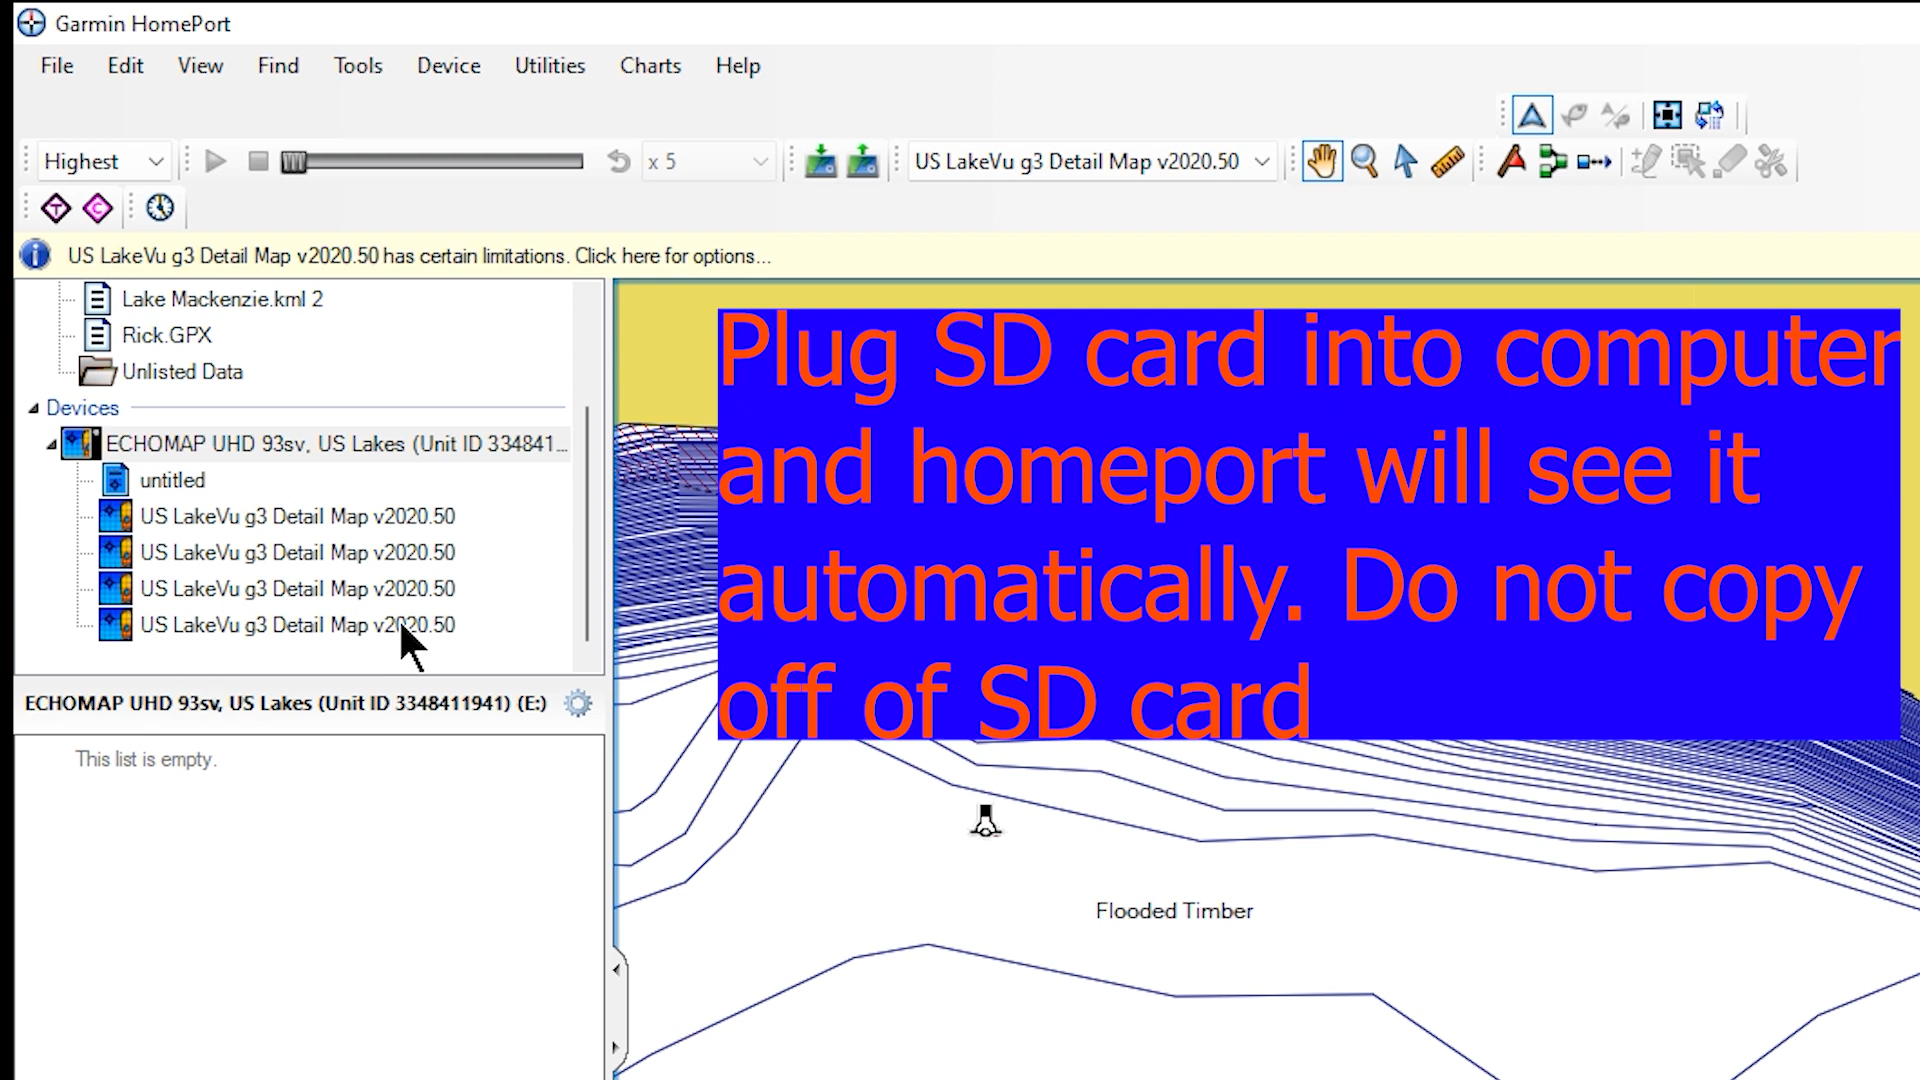 Garmin HomePort
File Edit View Find Tools Device Utilities Charts Help
Highest x 5 US LakeVu g3 Detail Map v2020.50
T C
US LakeVu g3 Detail Map v2020.50 has certain limitations. Click here for options...
Lake Mackenzie.kml 2
Rick.GPX
Unlisted Data
Devices
ECHOMAP UHD 93sv, US Lakes (Unit ID 334841...
untitled
US LakeVu g3 Detail Map v2020.50
US LakeVu g3 Detail Map v2020.50
US LakeVu g3 Detail Map v2020.50
US LakeVu g3 Detail Map v2020.50
ECHOMAP UHD 93sv, US Lakes (Unit ID 3348411941) (E:)
This list is empty.
Plug SD card into computer
and homeport will see it
automatically. Do not copy
off of SD card
Flooded Timber